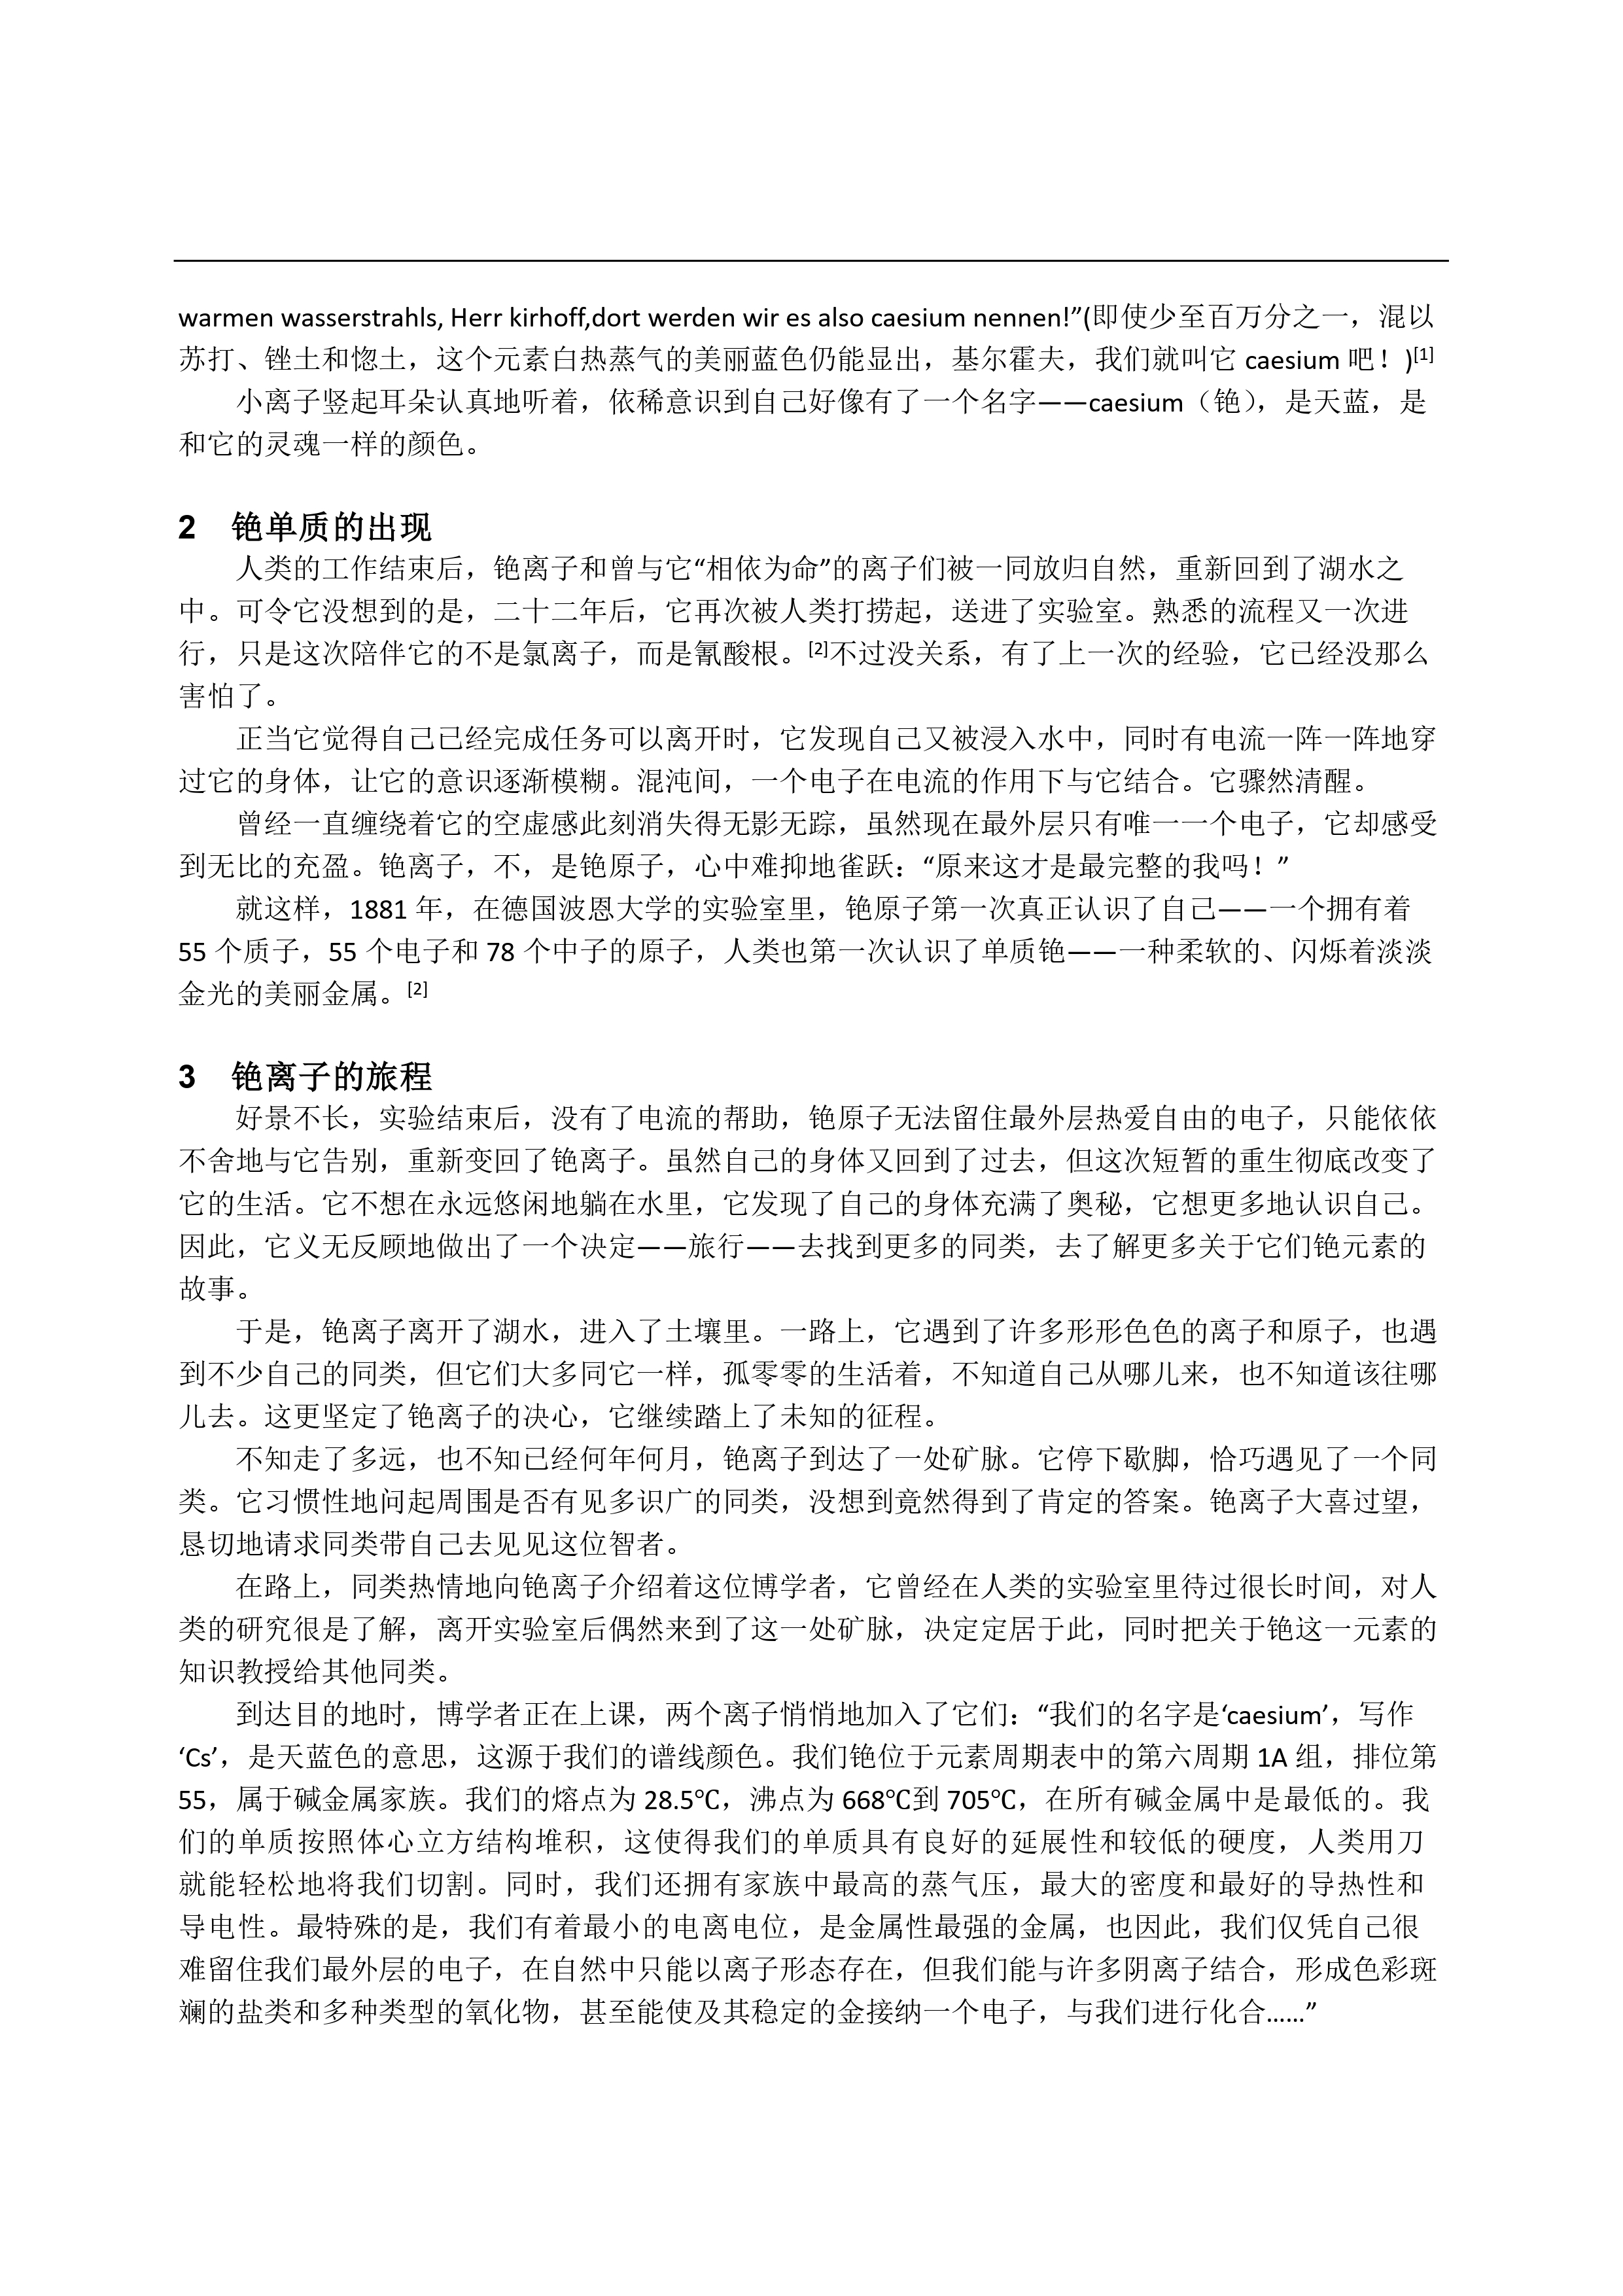 warmen wasserstrahls, Herr kirhoff,dort werden wir es also caesium nennen!”(即使少至百万分之一，混以
苏打、锉土和惚土，这个元素白热蒸气的美丽蓝色仍能显出，基尔霍夫，我们就叫它 caesium 吧！)[1]
小离子竖起耳朵认真地听着，依稀意识到自己好像有了一个名字——caesium（铯），是天蓝，是
和它的灵魂一样的颜色。
2 铯单质的出现
人类的工作结束后，铯离子和曾与它“相依为命”的离子们被一同放归自然，重新回到了湖水之
中。可令它没想到的是，二十二年后，它再次被人类打捞起，送进了实验室。熟悉的流程又一次进
行，只是这次陪伴它的不是氯离子，而是氰酸根。[2]不过没关系，有了上一次的经验，它已经没那么
害怕了。
正当它觉得自己已经完成任务可以离开时，它发现自己又被浸入水中，同时有电流一阵一阵地穿
过它的身体，让它的意识逐渐模糊。混沌间，一个电子在电流的作用下与它结合。它骤然清醒。
曾经一直缠绕着它的空虚感此刻消失得无影无踪，虽然现在最外层只有唯一一个电子，它却感受
到无比的充盈。铯离子，不，是铯原子，心中难抑地雀跃：“原来这才是最完整的我吗！”
就这样，1881 年，在德国波恩大学的实验室里，铯原子第一次真正认识了自己——一个拥有着
55 个质子，55 个电子和 78 个中子的原子，人类也第一次认识了单质铯——一种柔软的、闪烁着淡淡
金光的美丽金属。[2]
3 铯离子的旅程
好景不长，实验结束后，没有了电流的帮助，铯原子无法留住最外层热爱自由的电子，只能依依
不舍地与它告别，重新变回了铯离子。虽然自己的身体又回到了过去，但这次短暂的重生彻底改变了
它的生活。它不想在永远悠闲地躺在水里，它发现了自己的身体充满了奥秘，它想更多地认识自己。
因此，它义无反顾地做出了一个决定——旅行——去找到更多的同类，去了解更多关于它们铯元素的
故事。
于是，铯离子离开了湖水，进入了土壤里。一路上，它遇到了许多形形色色的离子和原子，也遇
到不少自己的同类，但它们大多同它一样，孤零零的生活着，不知道自己从哪儿来，也不知道该往哪
儿去。这更坚定了铯离子的决心，它继续踏上了未知的征程。
不知走了多远，也不知已经何年何月，铯离子到达了一处矿脉。它停下歇脚，恰巧遇见了一个同
类。它习惯性地问起周围是否有见多识广的同类，没想到竟然得到了肯定的答案。铯离子大喜过望，
恳切地请求同类带自己去见见这位智者。
在路上，同类热情地向铯离子介绍着这位博学者，它曾经在人类的实验室里待过很长时间，对人
类的研究很是了解，离开实验室后偶然来到了这一处矿脉，决定定居于此，同时把关于铯这一元素的
知识教授给其他同类。
到达目的地时，博学者正在上课，两个离子悄悄地加入了它们：“我们的名字是‘caesium’，写作
‘Cs’，是天蓝色的意思，这源于我们的谱线颜色。我们铯位于元素周期表中的第六周期 1A 组，排位第
55，属于碱金属家族。我们的熔点为 28.5℃，沸点为 668℃到 705℃，在所有碱金属中是最低的。我
们的单质按照体心立方结构堆积，这使得我们的单质具有良好的延展性和较低的硬度，人类用刀
就能轻松地将我们切割。同时，我们还拥有家族中最高的蒸气压，最大的密度和最好的导热性和
导电性。最特殊的是，我们有着最小的电离电位，是金属性最强的金属，也因此，我们仅凭自己很
难留住我们最外层的电子，在自然中只能以离子形态存在，但我们能与许多阴离子结合，形成色彩斑
斓的盐类和多种类型的氧化物，甚至能使及其稳定的金接纳一个电子，与我们进行化合……”